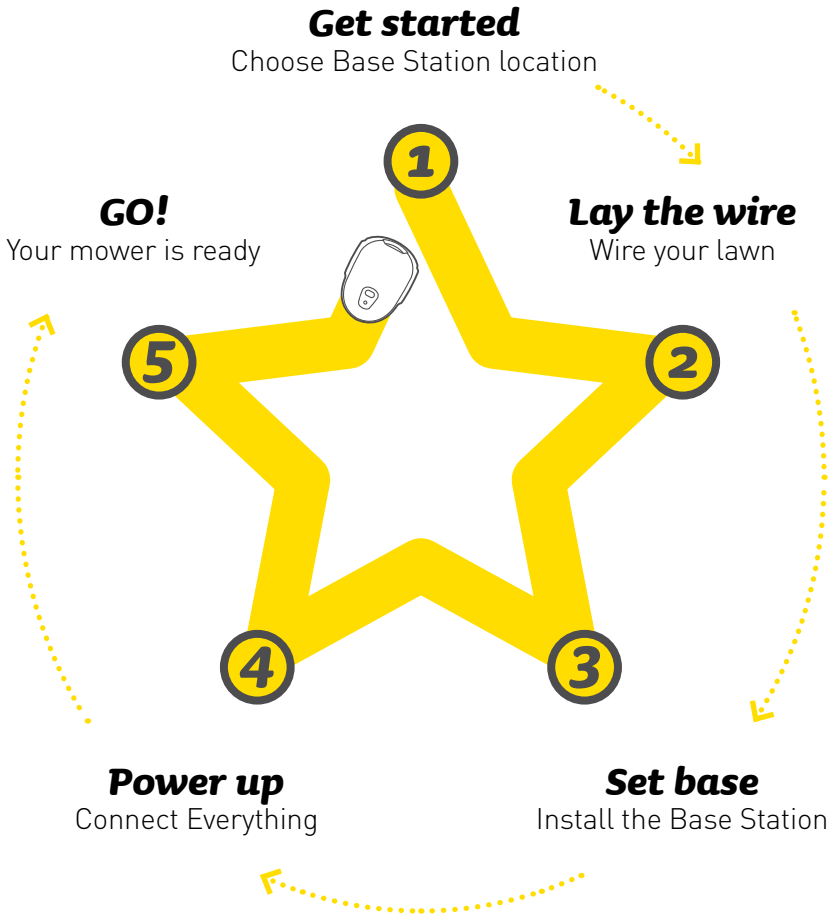 Get started
Choose Base Station location
1
Lay the wire
Wire your lawn
2
Set base
Install the Base Station
3
Power up
Connect Everything
4
GO!
Your mower is ready
5